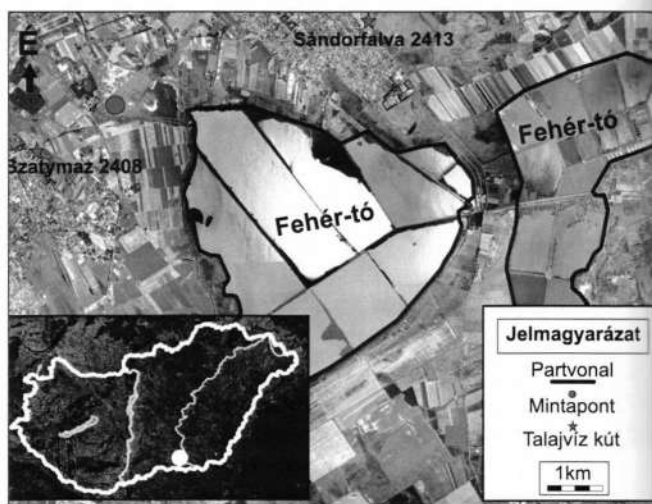 Sándorfalva 2413
É
Fehér-tó
Szatymaz 2408
Fehér-tó
Jelmagyarázat
Partvonal
Mintapont
Talajvíz kút
1km